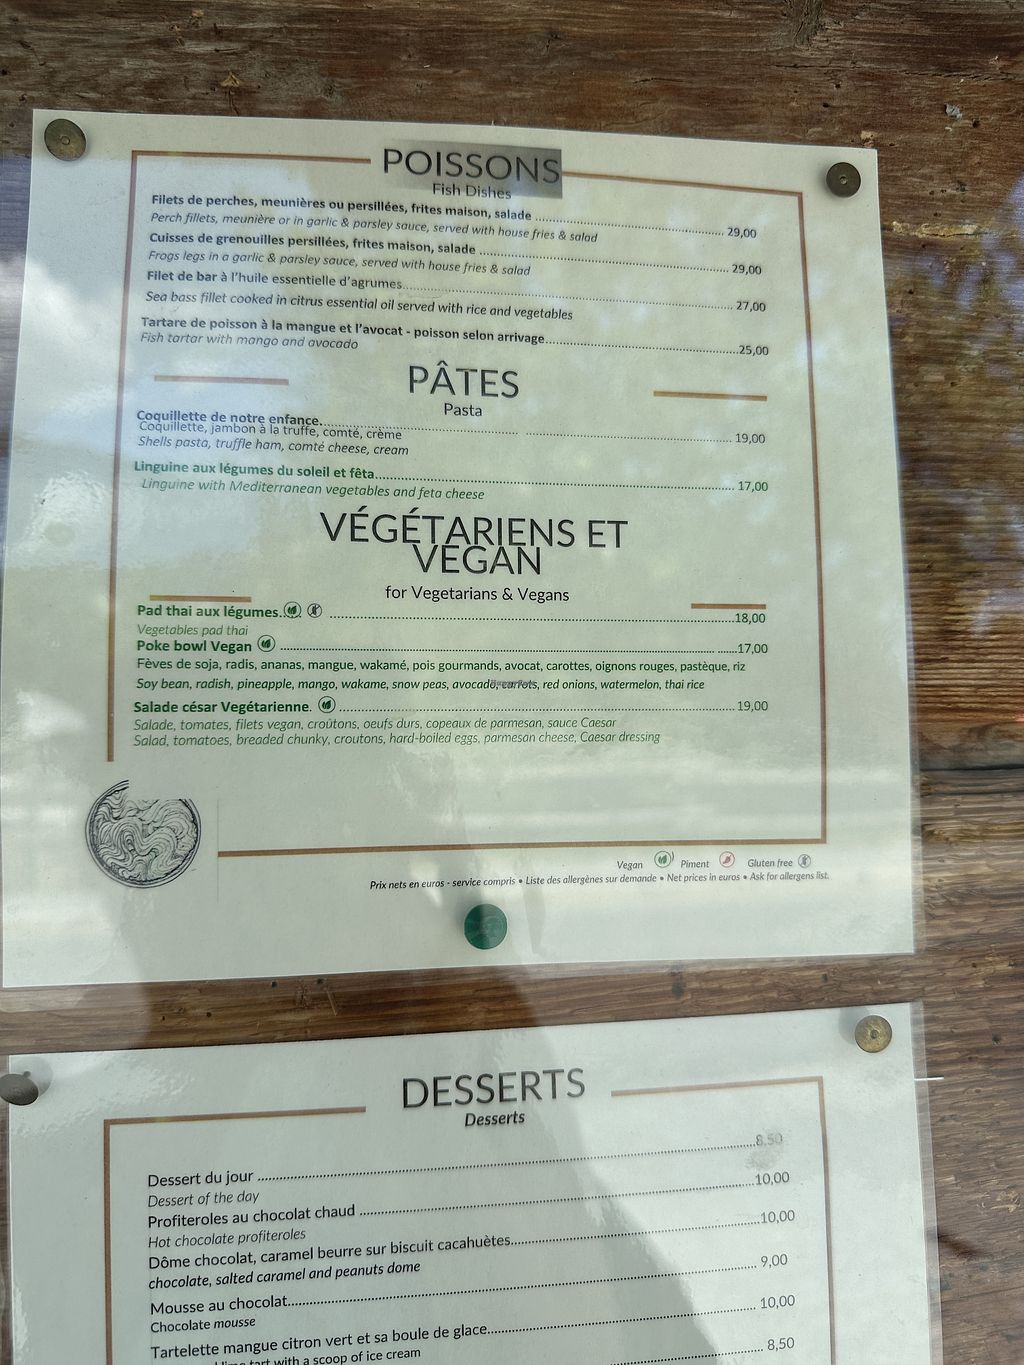 POISSONS
Fish Dishes
Filets de perches, meunières ou persillées, frites maison, salade ........ 29,00
Perch fillets, meunière or in garlic & parsley sauce, served with house fries & salad
Cuisses de grenouilles persillées, frites maison, salade ........ 29,00
Frogs legs in a garlic & parsley sauce, served with house fries & salad
Filet de bar à l'huile essentielle d'agrumes........ 27,00
Sea bass fillet cooked in citrus essential oil served with rice and vegetables
Tartare de poisson à la mangue et l'avocat - poisson selon arrivage........25,00
Fish tartar with mango and avocado
PÂTES
Pasta
Coquillette de notre enfance........ 19,00
Coquillette, jambon à la truffe, comté, crème
Shells pasta, truffle ham, comté cheese, cream
Linguine aux légumes du soleil et fêta........ 17,00
Linguine with Mediterranean vegetables and feta cheese
VÉGÉTARIENS ET
VEGAN
for Vegetarians & Vegans
Pad thai aux légumes........18,00
Vegetables pad thai
Poke bowl Vegan ........17,00
Fèves de soja, radis, ananas, mangue, wakamé, pois gourmands, avocat, carottes, oignons rouges, pastèque, riz
Soy bean, radish, pineapple, mango, wakame, snow peas, avocado, carrots, red onions, watermelon, thai rice
Salade césar Végétarienne. ........ 19,00
Salade, tomates, filets vegan, croûtons, oeufs durs, copeaux de parmesan, sauce Caesar
Salad, tomatoes, breaded chunky, croutons, hard-boiled eggs, parmesan cheese, Caesar dressing
Vegan Piment Gluten free
Prix nets en euros - service compris • Liste des allergènes sur demande • Net prices in euros • Ask for allergens list.
DESSERTS
Desserts
Dessert du jour ........8,50
Dessert of the day
Profiteroles au chocolat chaud ........10,00
Hot chocolate profiteroles
Dôme chocolat, caramel beurre sur biscuit cacahuètes........10,00
chocolate, salted caramel and peanuts dome
Mousse au chocolat........ 9,00
Chocolate mousse
Tartelette mangue citron vert et sa boule de glace........ 10,00
tart with a scoop of ice cream
8,50